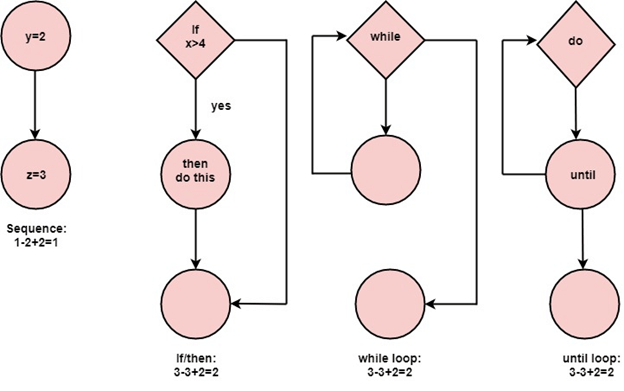 y=2
z=3
Sequence:
1-2+2=1
If
x>4
yes
then
do this
If/then:
3-3+2=2
while
while loop:
3-3+2=2
do
until
until loop:
3-3+2=2